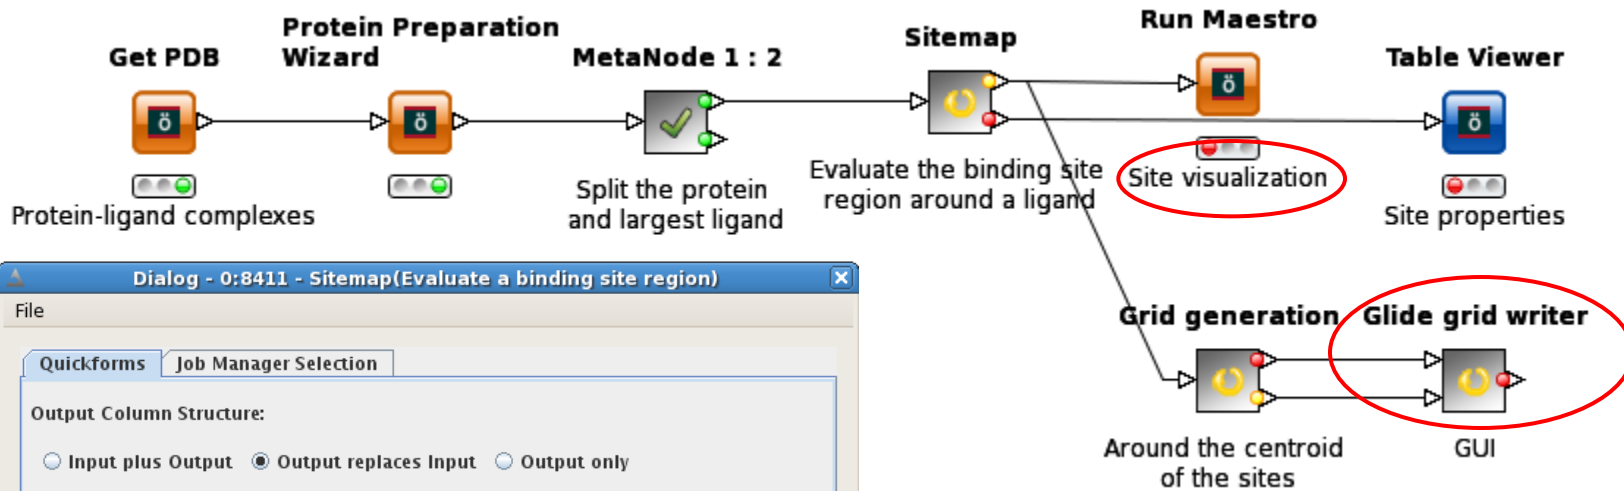 Get PDB
Protein Preparation
Wizard
MetaNode 1 : 2
Sitemap
Run Maestro
Table Viewer
ö
ö
ö
ö
Protein-ligand complexes
Split the protein
and largest ligand
Evaluate the binding site
region around a ligand
Site visualization
Site properties
Dialog - 0:8411 - Sitemap(Evaluate a binding site region)
File
Quickforms
Job Manager Selection
Output Column Structure:
Input plus Output
Output replaces Input
Output only
Grid generation
Glide grid writer
Around the centroid
of the sites
GUI